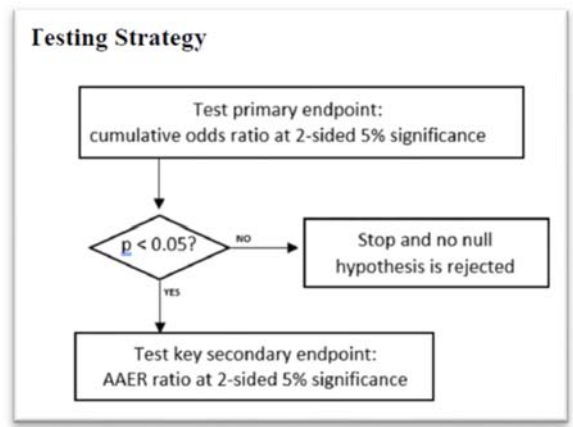 Testing Strategy
Test primary endpoint:
cumulative odds ratio at 2-sided 5% significance
p < 0.05?
NO
Stop and no null
hypothesis is rejected
YES
Test key secondary endpoint:
AAER ratio at 2-sided 5% significance